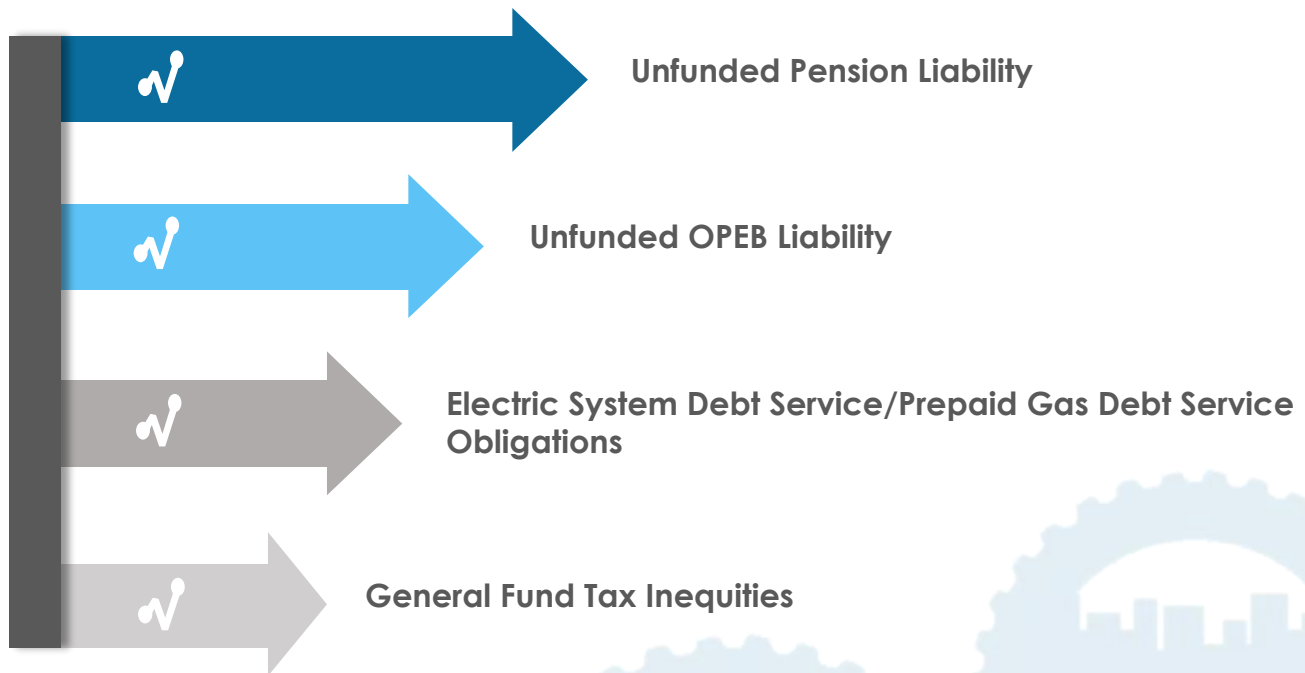 Unfunded Pension Liability
Unfunded OPEB Liability
Electric System Debt Service/Prepaid Gas Debt Service
Obligations
General Fund Tax Inequities